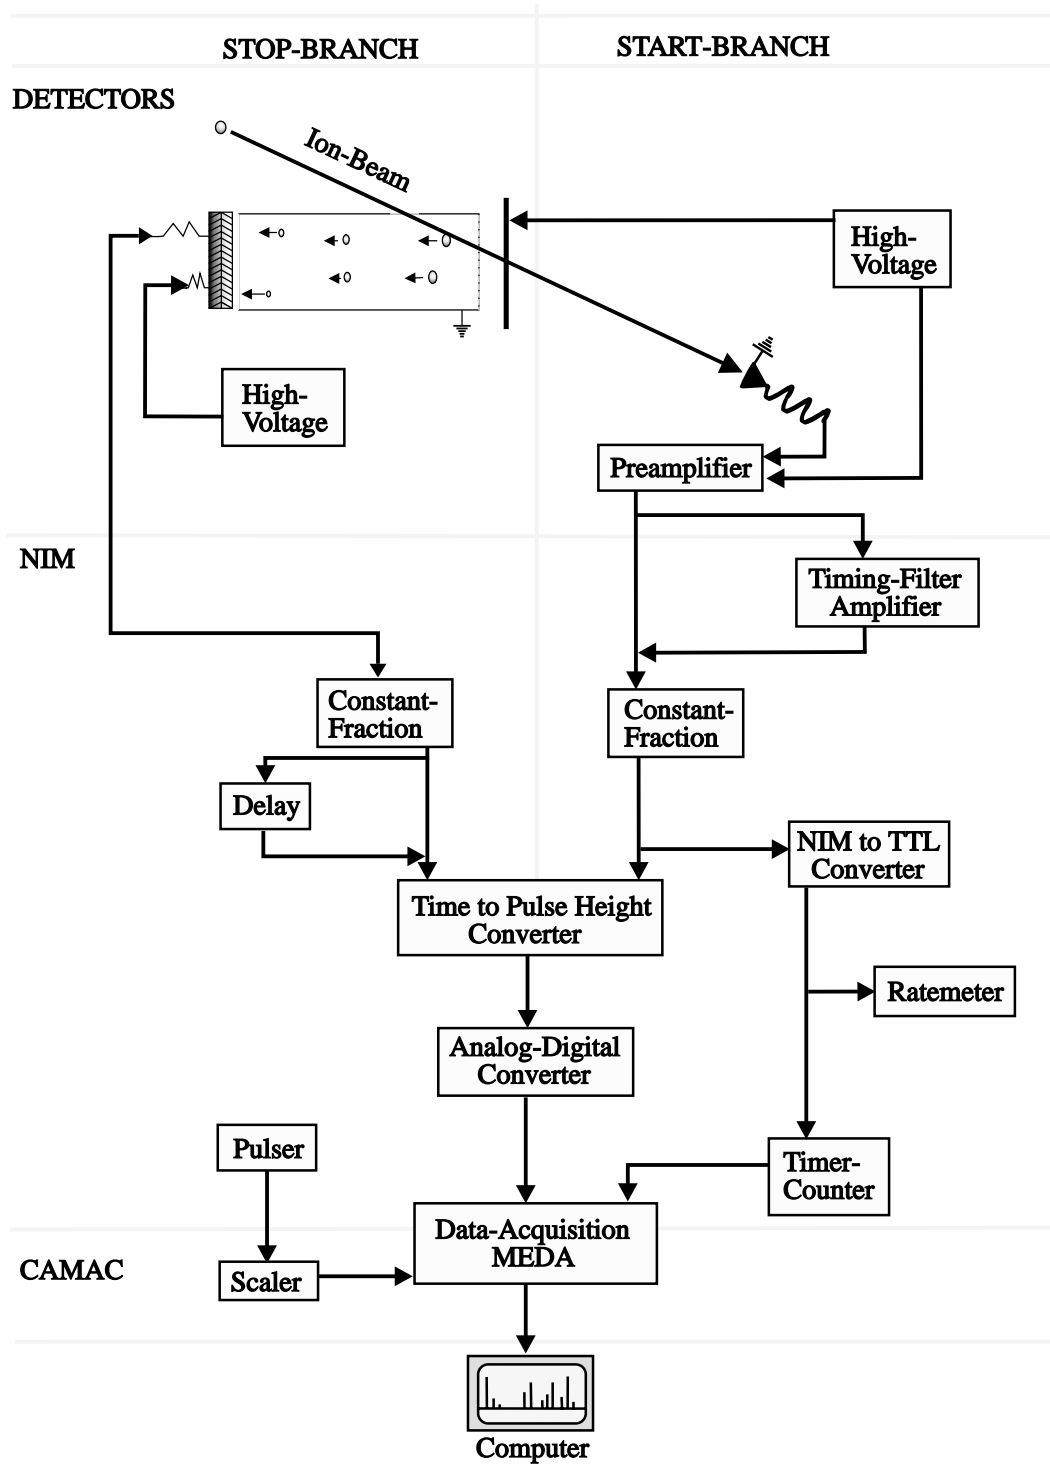 STOP-BRANCH
START-BRANCH
DETECTORS
Ion-Beam
High-
Voltage
High-
Voltage
Preamplifier
NIM
Timing-Filter
Amplifier
Constant-
Fraction
Constant-
Fraction
Delay
NIM to TTL
Converter
Time to Pulse Height
Converter
Ratemeter
Analog-Digital
Converter
Pulser
Timer-
Counter
Data-Acquisition
MEDA
CAMAC
Scaler
Computer